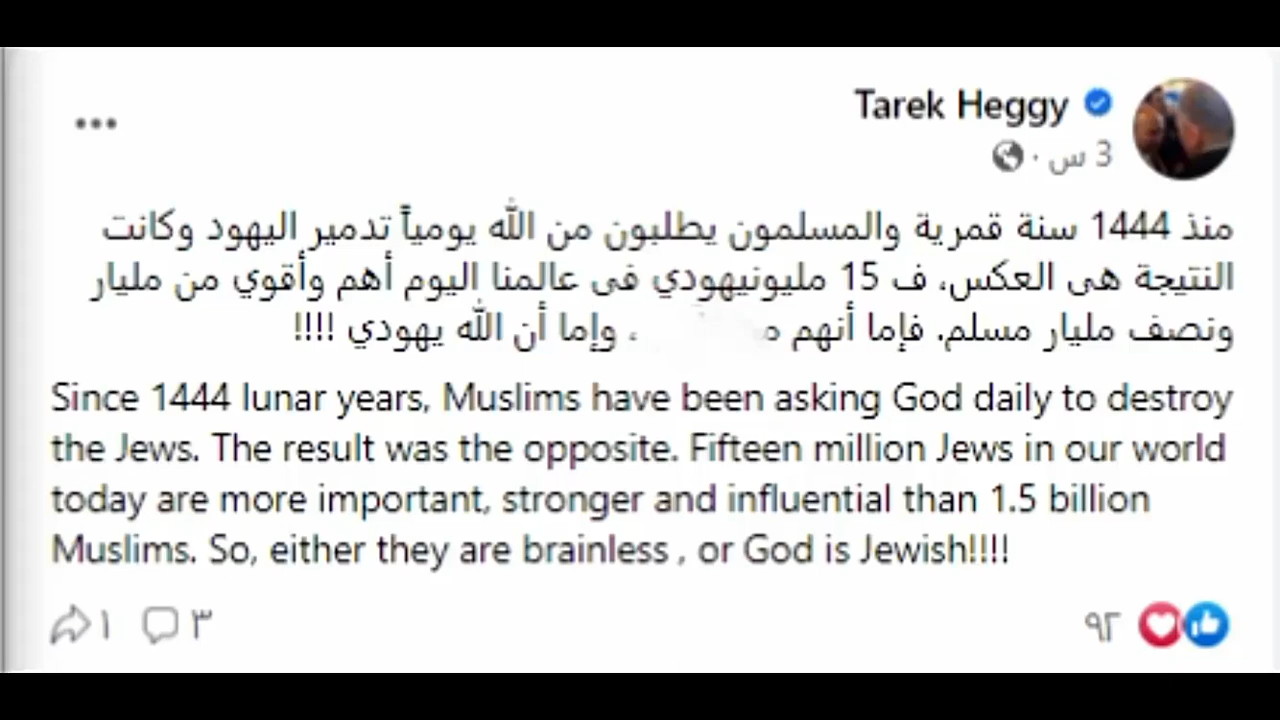 Tarek Heggy
3 س ·
منذ 1444 سنة قمرية والمسلمون يطلبون من الله يومياً تدمير اليهود وكانت
النتيجة هى العكس، ف 15 مليونيهودي فى عالمنا اليوم أهم وأقوي من مليار
ونصف مليار مسلم. فإما أنهم ، وإما أن الله يهودي !!!!
Since 1444 lunar years, Muslims have been asking God daily to destroy
the Jews. The result was the opposite. Fifteen million Jews in our world
today are more important, stronger and influential than 1.5 billion
Muslims. So, either they are brainless , or God is Jewish!!!!
٩٢ ٣ ١